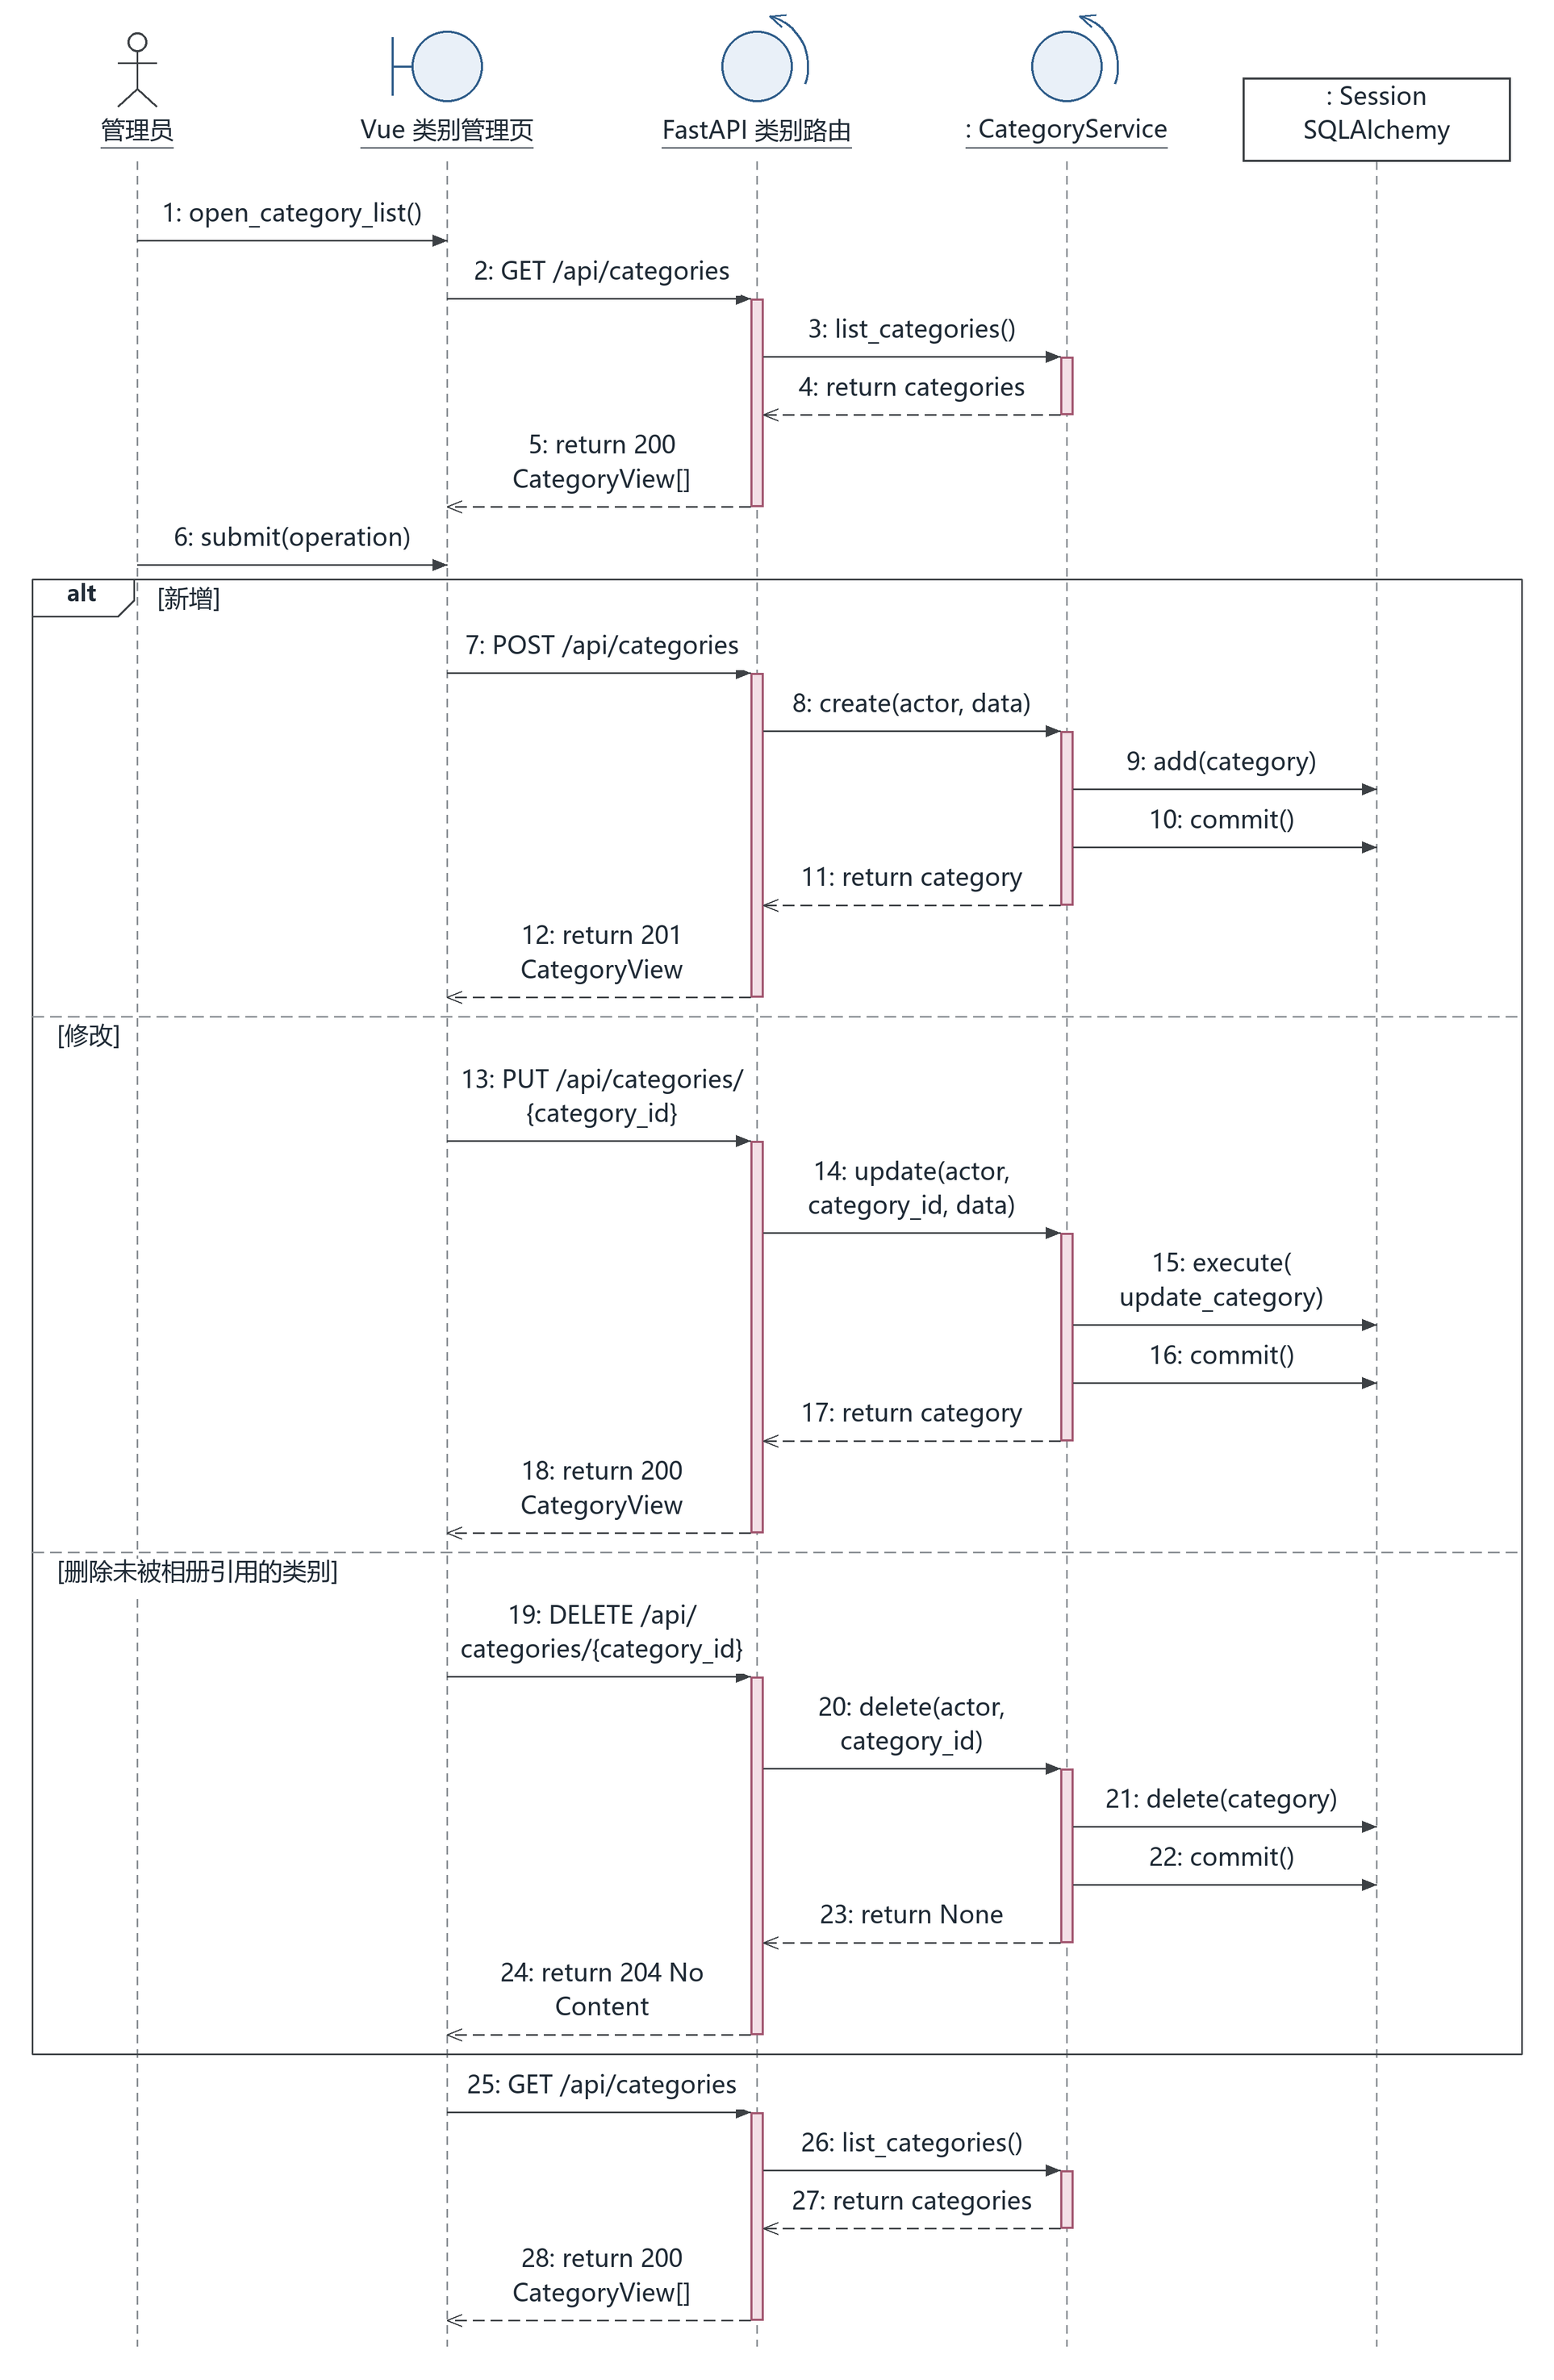 管理员
Vue 类别管理页
FastAPI 类别路由
: CategoryService
: Session
SQLAlchemy
1: open_category_list()
2: GET /api/categories
3: list_categories()
4: return categories
5: return 200
CategoryView[]
6: submit(operation)
alt
[新增]
7: POST /api/categories
8: create(actor, data)
9: add(category)
10: commit()
11: return category
12: return 201
CategoryView
[修改]
13: PUT /api/categories/
{category_id}
14: update(actor,
category_id, data)
15: execute(
update_category)
16: commit()
17: return category
18: return 200
CategoryView
[删除未被相册引用的类别]
19: DELETE /api/
categories/{category_id}
20: delete(actor,
category_id)
21: delete(category)
22: commit()
23: return None
24: return 204 No
Content
25: GET /api/categories
26: list_categories()
27: return categories
28: return 200
CategoryView[]